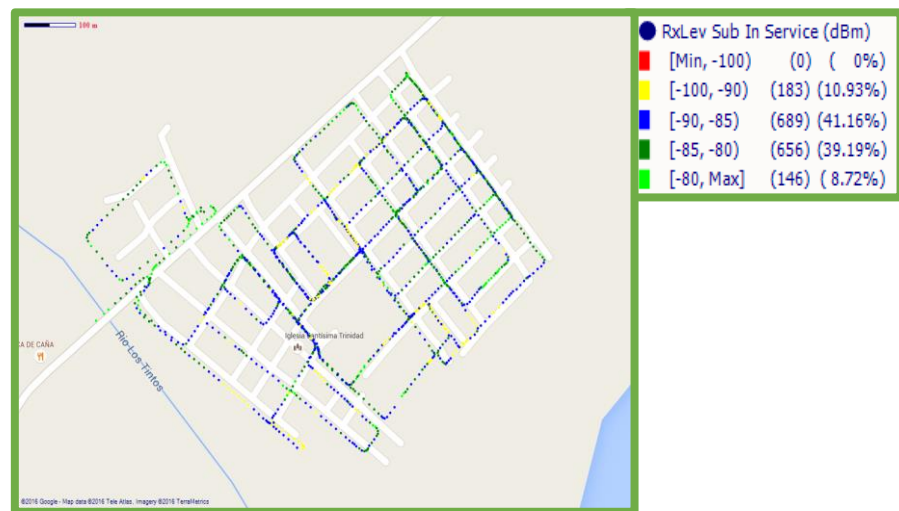 100 m
RxLev Sub In Service (dBm)
[Min, -100) (0) ( 0%)
[-100, -90) (183) (10.93%)
[-90, -85) (689) (41.16%)
[-85, -80) (656) (39.19%)
[-80, Max] (146) ( 8.72%)
Iglesia Santísima Trinidad
A DE CAÑA
Río Los Tintos
©2016 Google - Map data ©2016 Tele Atlas, Imagery ©2016 TerraMetrics